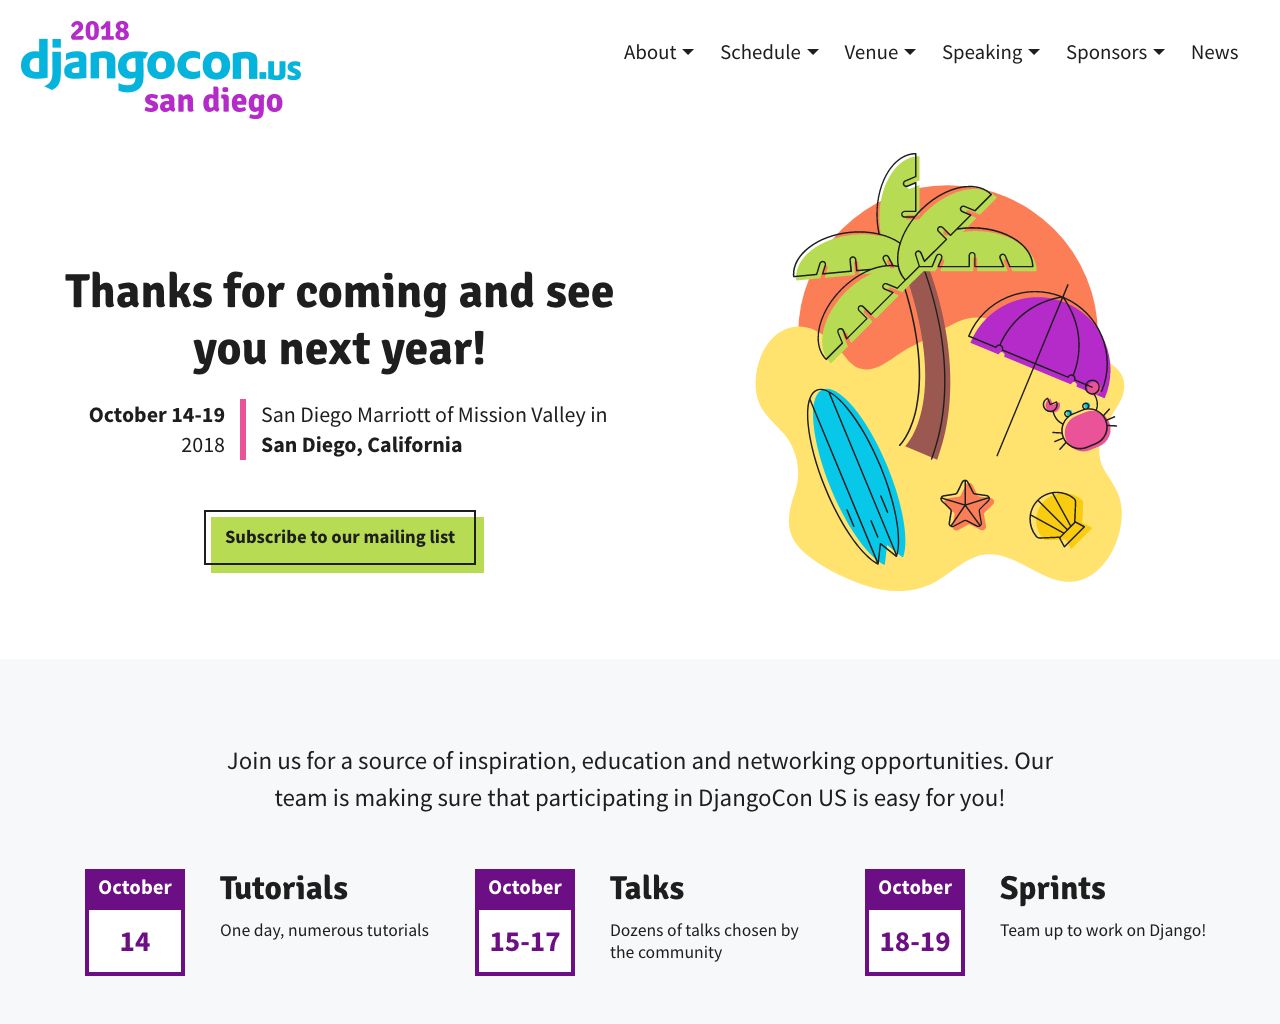 2018
djangocon.us
san diego
About
Schedule
Venue
Speaking
Sponsors
News
Thanks for coming and see
you next year!
October 14-19
2018
San Diego Marriott of Mission Valley in
San Diego, California
Subscribe to our mailing list
Join us for a source of inspiration, education and networking opportunities. Our
team is making sure that participating in DjangoCon US is easy for you!
October
14
Tutorials
One day, numerous tutorials
October
15-17
Talks
Dozens of talks chosen by
the community
October
18-19
Sprints
Team up to work on Django!